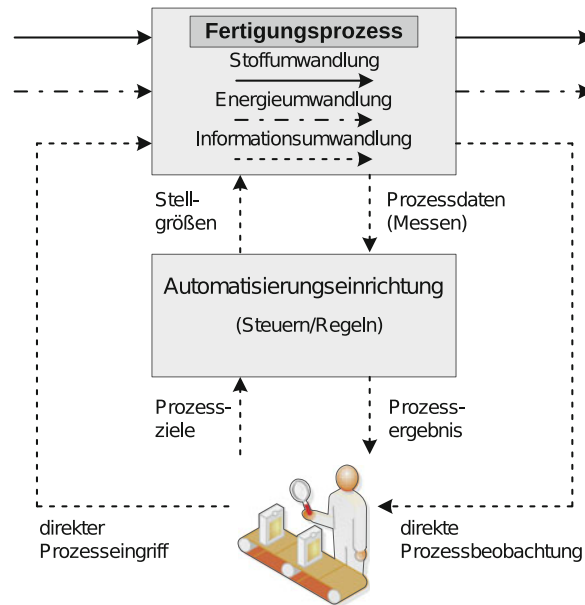 Fertigungsprozess
Stoffumwandlung
Energieumwandlung
Informationsumwandlung
Stell-
größen
Prozessdaten
(Messen)
Automatisierungseinrichtung
(Steuern/Regeln)
Prozess-
ziele
Prozess-
ergebnis
direkter
Prozesseingriff
direkte
Prozessbeobachtung